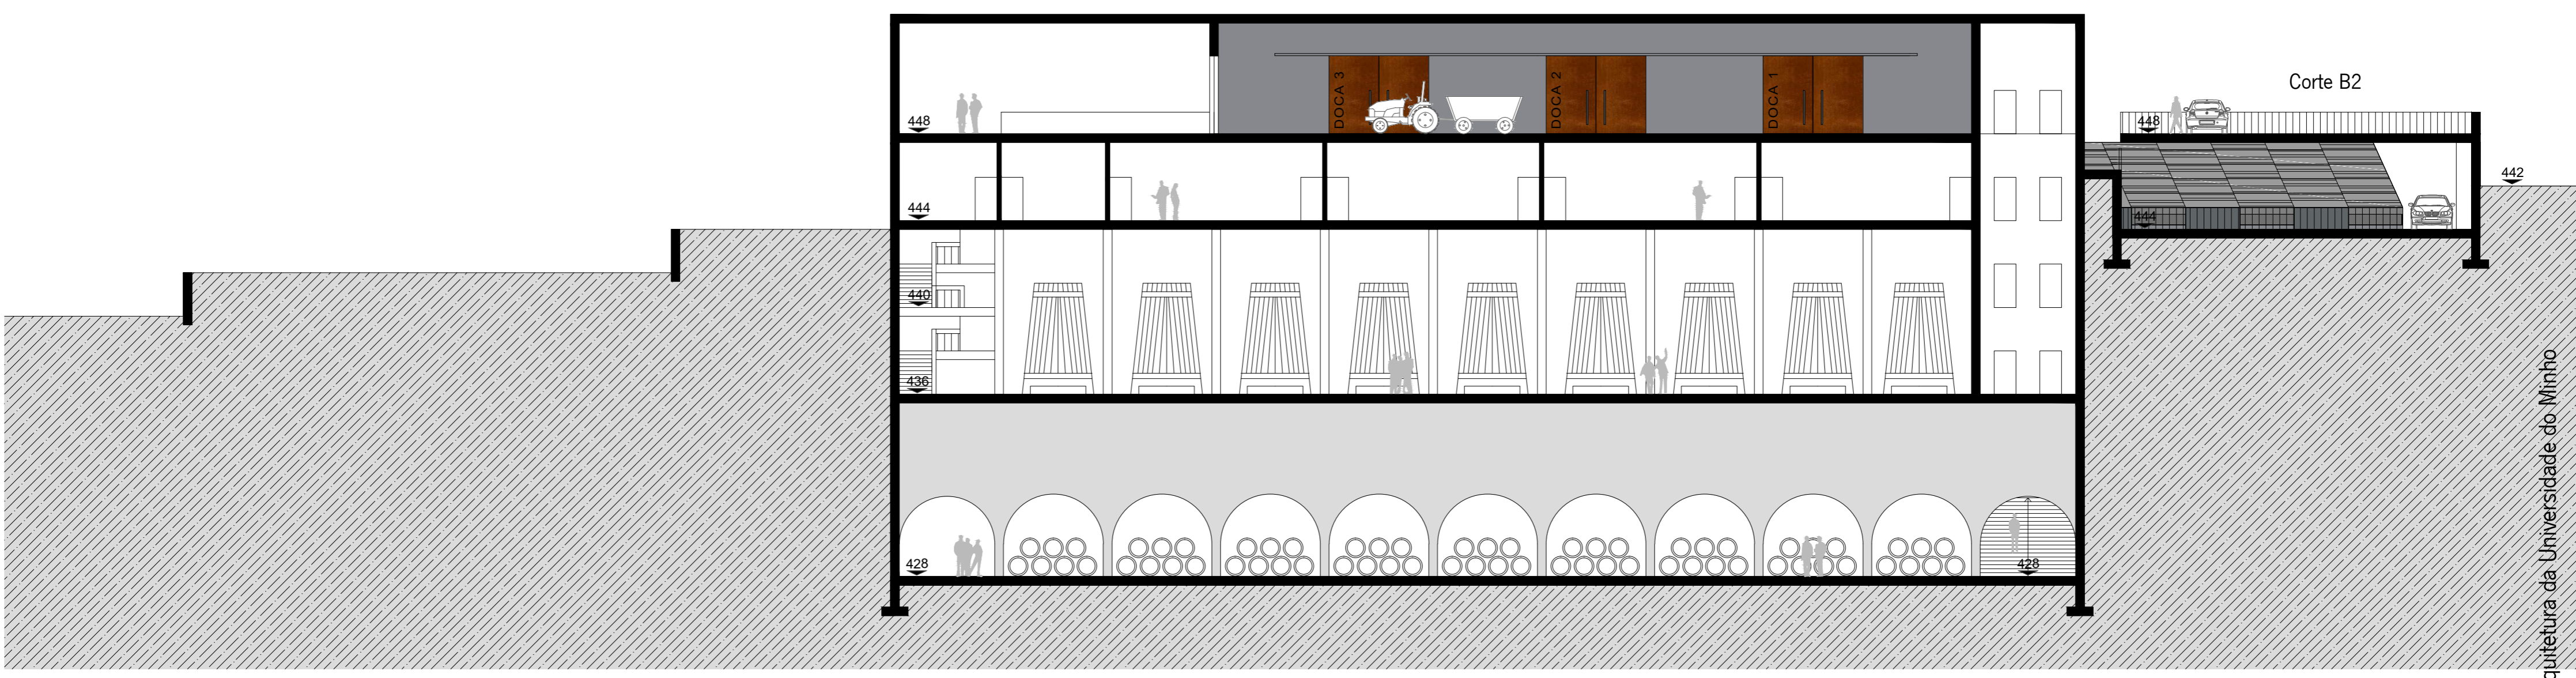 Corte B2
DOCA 3
DOCA 2
DOCA 1
448
448
442
444
444
440
436
428
428
quitetura da Universidade do Minho